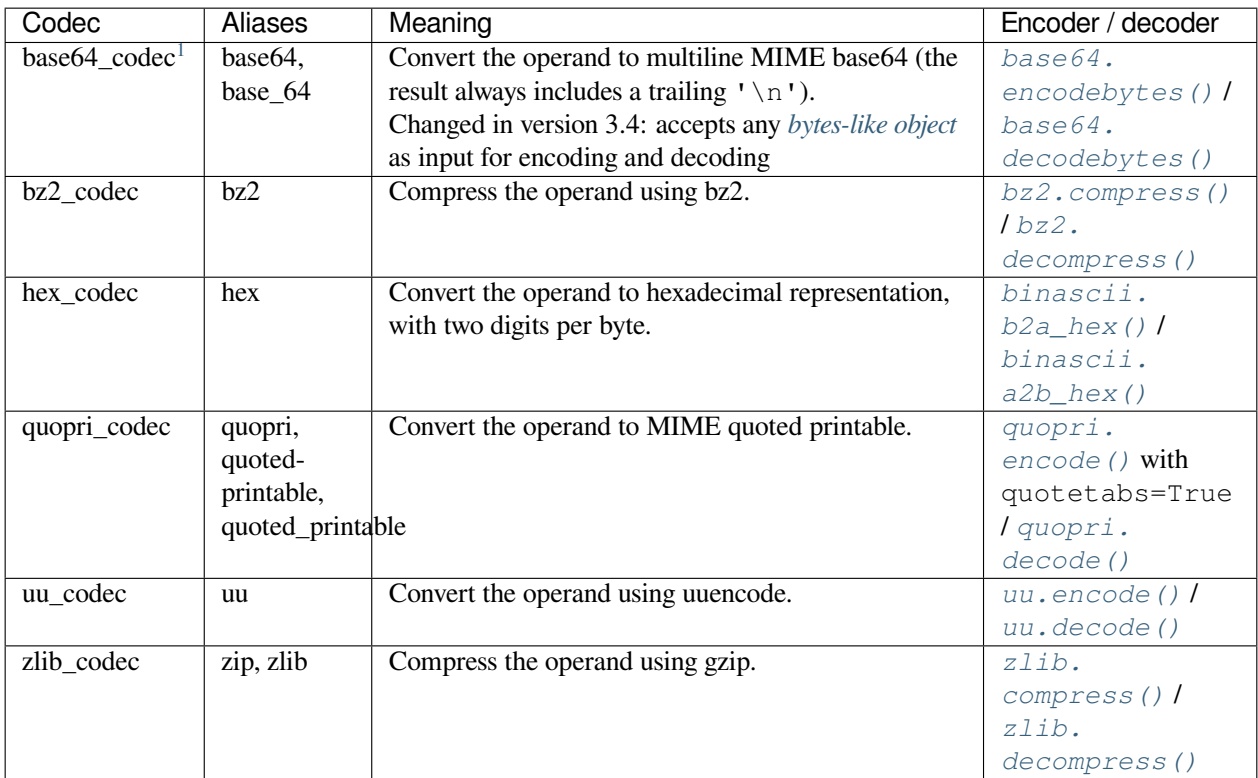 Codec Aliases Meaning Encoder / decoder
base64_codec1 base64, Convert the operand to multiline MIME base64 (the base64.
base_64 result always includes a trailing '\n'). encodebytes() /
Changed in version 3.4: accepts any bytes-like object base64.
as input for encoding and decoding decodebytes()
bz2_codec bz2 Compress the operand using bz2. bz2.compress()
/ bz2.
decompress()
hex_codec hex Convert the operand to hexadecimal representation, binascii.
with two digits per byte. b2a_hex() /
binascii.
a2b_hex()
quopri_codec quopri, Convert the operand to MIME quoted printable. quopri.
quoted- encode() with
printable, quotetabs=True
quoted_printable / quopri.
decode()
uu_codec uu Convert the operand using uuencode. uu.encode() /
uu.decode()
zlib_codec zip, zlib Compress the operand using gzip. zlib.
compress() /
zlib.
decompress()